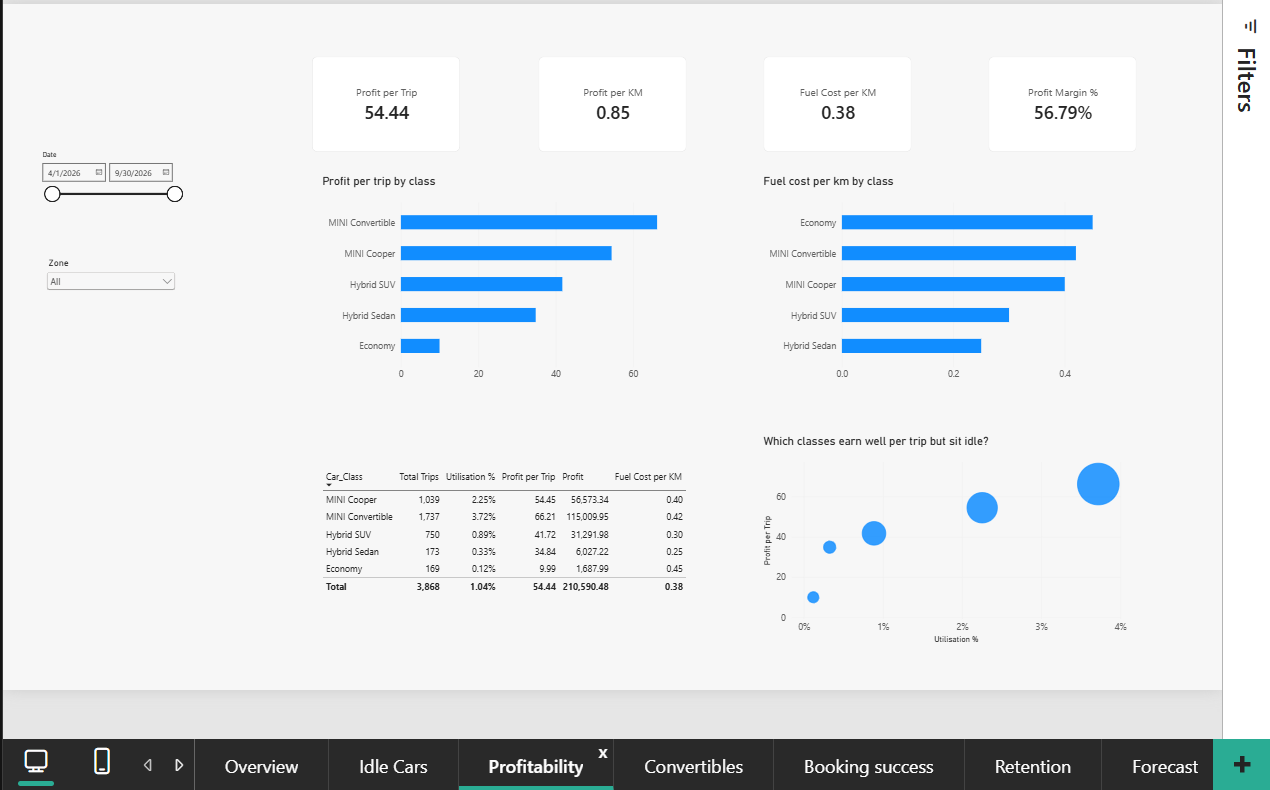 Filters
Profit per Trip
54.44
Profit per KM
0.85
Fuel Cost per KM
0.38
Profit Margin %
56.79%
Date
4/1/2026 9/30/2026
Zone
All
Profit per trip by class
MINI Convertible
MINI Cooper
Hybrid SUV
Hybrid Sedan
Economy
0 20 40 60
Fuel cost per km by class
Economy
MINI Convertible
MINI Cooper
Hybrid SUV
Hybrid Sedan
0.0 0.2 0.4
Car_Class Total Trips Utilisation % Profit per Trip Profit Fuel Cost per KM
MINI Cooper 1,039 2.25% 54.45 56,573.34 0.40
MINI Convertible 1,737 3.72% 66.21 115,009.95 0.42
Hybrid SUV 750 0.89% 41.72 31,291.98 0.30
Hybrid Sedan 173 0.33% 34.84 6,027.22 0.25
Economy 169 0.12% 9.99 1,687.99 0.45
Total 3,868 1.04% 54.44 210,590.48 0.38
Which classes earn well per trip but sit idle?
Profit per Trip
60
40
20
0
0% 1% 2% 3% 4%
Utilisation %
Overview Idle Cars Profitability x Convertibles Booking success Retention Forecast +